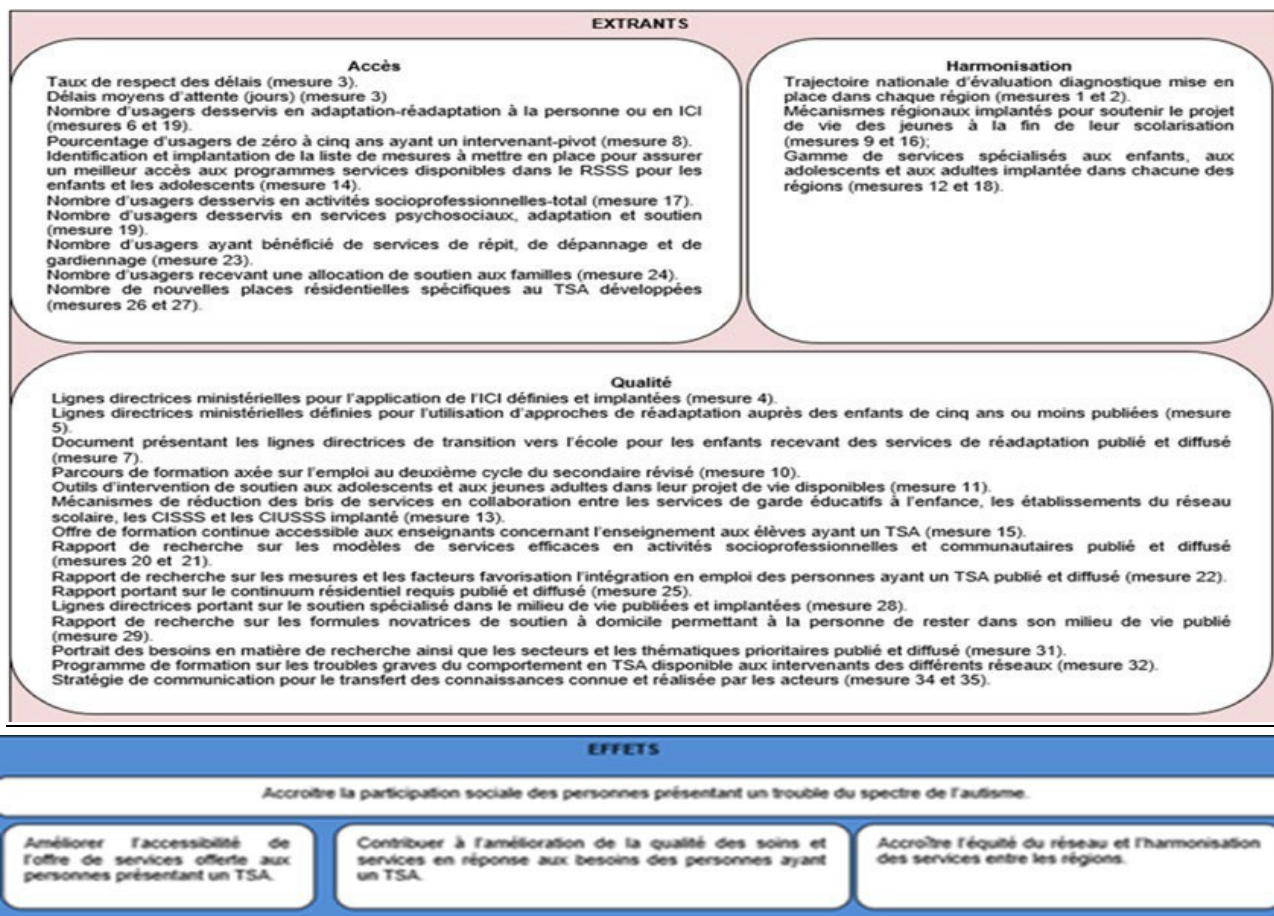 EXTRANTS
Accès
Taux de respect des délais (mesure 3).
Délais moyens d'attente (jours) (mesure 3)
Nombre d'usagers desservis en adaptation-réadaptation à la personne ou en ICI
(mesures 6 et 19).
Pourcentage d'usagers de zéro à cinq ans ayant un intervenant-pivot (mesure 8).
Identification et implantation de la liste de mesures à mettre en place pour assurer
un meilleur accès aux programmes services disponibles dans le RSSS pour les
enfants et les adolescents (mesure 14).
Nombre d'usagers desservis en activités socioprofessionnelles-total (mesure 17).
Nombre d'usagers desservis en services psychosociaux, adaptation et soutien
(mesure 19).
Nombre d'usagers ayant bénéficié de services de répit, de dépannage et de
gardiennage (mesure 23).
Nombre d'usagers recevant une allocation de soutien aux familles (mesure 24).
Nombre de nouvelles places résidentielles spécifiques au TSA développées
(mesures 26 et 27).
Harmonisation
Trajectoire nationale d'évaluation diagnostique mise en
place dans chaque région (mesures 1 et 2).
Mécanismes régionaux implantés pour soutenir le projet
de vie des jeunes à la fin de leur scolarisation
(mesures 9 et 16);
Gamme de services spécialisés aux enfants, aux
adolescents et aux adultes implantée dans chacune des
régions (mesures 12 et 18).
Qualité
Lignes directrices ministérielles pour l'application de l'ICI définies et implantées (mesure 4).
Lignes directrices ministérielles définies pour l'utilisation d'approches de réadaptation auprès des enfants de cinq ans ou moins publiées (mesure
5).
Document présentant les lignes directrices de transition vers l'école pour les enfants recevant des services de réadaptation publié et diffusé
(mesure 7).
Parcours de formation axée sur l'emploi au deuxième cycle du secondaire révisé (mesure 10).
Outils d'intervention de soutien aux adolescents et aux jeunes adultes dans leur projet de vie disponibles (mesure 11).
Mécanismes de réduction des bris de services en collaboration entre les services de garde éducatifs à l'enfance, les établissements du réseau
scolaire, les CISSS et les CIUSSS implanté (mesure 13).
Offre de formation continue accessible aux enseignants concernant l'enseignement aux élèves ayant un TSA (mesure 15).
Rapport de recherche sur les modèles de services efficaces en activités socioprofessionnelles et communautaires publié et diffusé
(mesures 20 et 21).
Rapport de recherche sur les mesures et les facteurs favorisation l'intégration en emploi des personnes ayant un TSA publié et diffusé (mesure 22).
Rapport portant sur le continuum résidentiel requis publié et diffusé (mesure 25).
Lignes directrices portant sur le soutien spécialisé dans le milieu de vie publiées et implantées (mesure 28).
Rapport de recherche sur les formules novatrices de soutien à domicile permettant à la personne de rester dans son milieu de vie publié
(mesure 29).
Portrait des besoins en matière de recherche ainsi que les secteurs et les thématiques prioritaires publié et diffusé (mesure 31).
Programme de formation sur les troubles graves du comportement en TSA disponible aux intervenants des différents réseaux (mesure 32).
Stratégie de communication pour le transfert des connaissances connue et réalisée par les acteurs (mesure 34 et 35).
EFFETS
Accroître la participation sociale des personnes présentant un trouble du spectre de l'autisme.
Améliorer l'accessibilité de
l'offre de services offerte aux
personnes présentant un TSA.
Contribuer à l'amélioration de la qualité des soins et
services en réponse aux besoins des personnes ayant
un TSA.
Accroître l'équité du réseau et l'harmonisation
des services entre les régions.